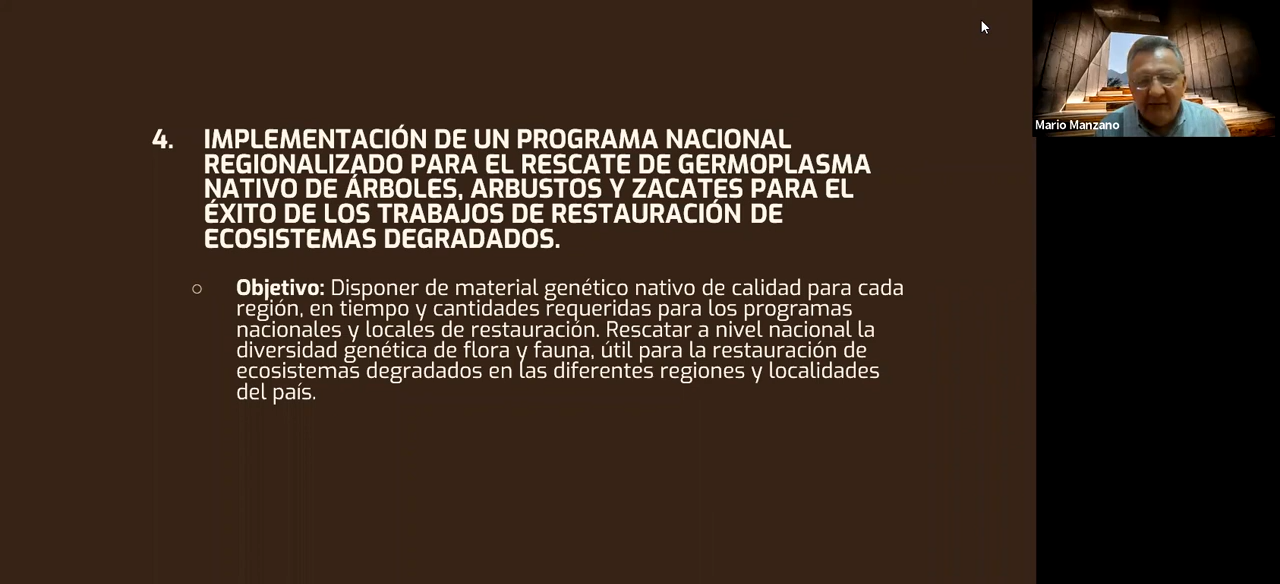 4. IMPLEMENTACIÓN DE UN PROGRAMA NACIONAL
REGIONALIZADO PARA EL RESCATE DE GERMOPLASMA
NATIVO DE ÁRBOLES, ARBUSTOS Y ZACATES PARA EL
ÉXITO DE LOS TRABAJOS DE RESTAURACIÓN DE
ECOSISTEMAS DEGRADADOS.
○ Objetivo: Disponer de material genético nativo de calidad para cada
región, en tiempo y cantidades requeridas para los programas
nacionales y locales de restauración. Rescatar a nivel nacional la
diversidad genética de flora y fauna, útil para la restauración de
ecosistemas degradados en las diferentes regiones y localidades
del país.
Mario Manzano